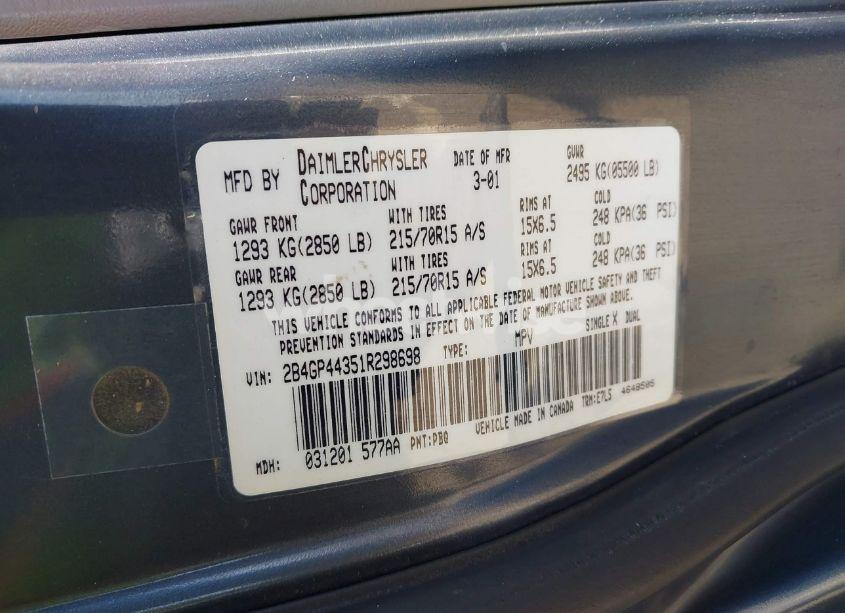 MFD BY DAIMLERCHRYSLER CORPORATION DATE OF MFR 3-01 GVWR 2495 KG(05500 LB)
GAWR FRONT WITH TIRES RIMS AT COLD
1293 KG(2850 LB) 215/70R15 A/S 15X6.5 248 KPA(36 PSI)
GAWR REAR WITH TIRES RIMS AT COLD
1293 KG(2850 LB) 215/70R15 A/S 15X6.5 248 KPA(36 PSI)
THIS VEHICLE CONFORMS TO ALL APPLICABLE FEDERAL MOTOR VEHICLE SAFETY AND THEFT
PREVENTION STANDARDS IN EFFECT ON THE DATE OF MANUFACTURE SHOWN ABOVE.
VIN: 2B4GP44351R298698 TYPE: MPV SINGLE X DUAL
MDH: 031201 577AA PNT:PBG VEHICLE MADE IN CANADA TRM:E7L5 4648505